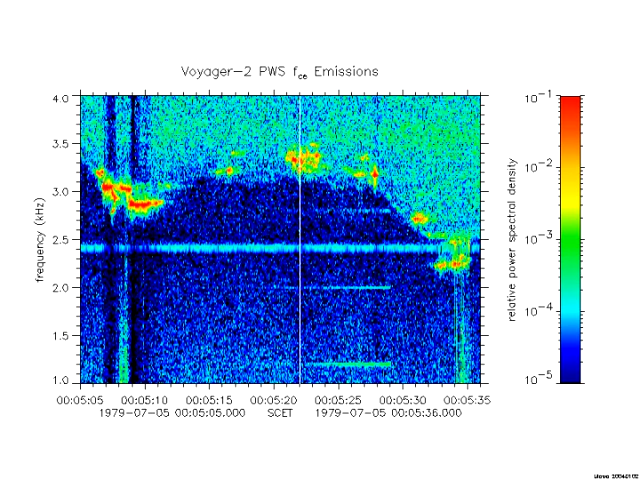 Voyager-2 PWS fce Emissions
4.0
3.5
3.0
2.5
2.0
1.5
1.0
frequency (kHz)
00:05:05 00:05:10 00:05:15 00:05:20 00:05:25 00:05:30 00:05:35
1979-07-05 00:05:05.000 SCET 1979-07-05 00:05:36.000
10-1
10-2
10-3
10-4
10-5
relative power spectral density